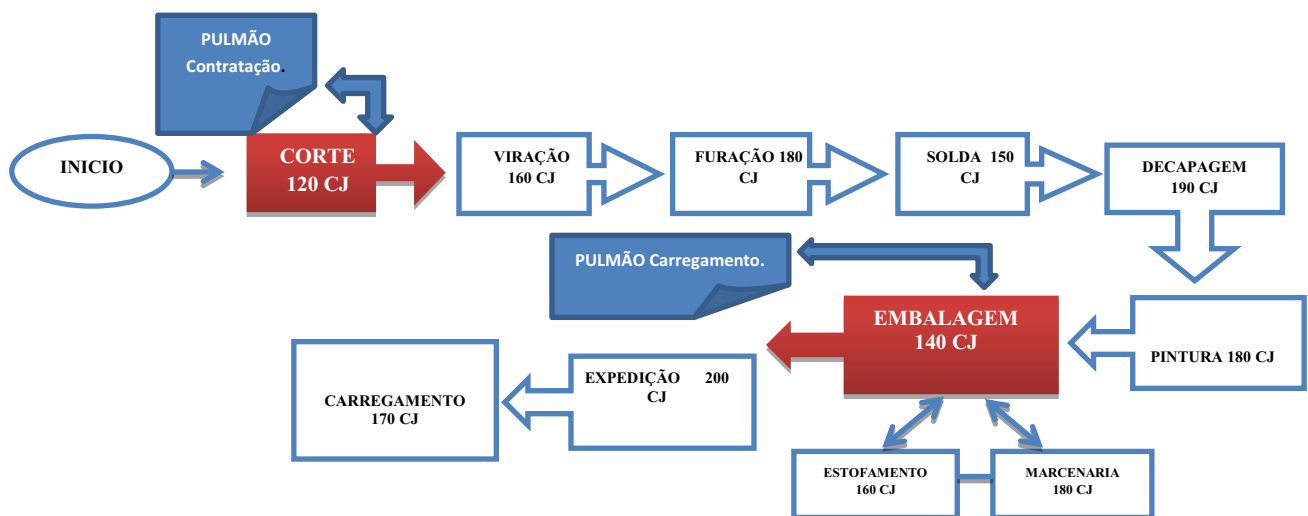 PULMÃO
Contratação.
INICIO
CORTE
120 CJ
VIRAÇÃO
160 CJ
FURAÇÃO 180
CJ
SOLDA 150
CJ
DECAPAGEM
190 CJ
PULMÃO Carregamento.
EMBALAGEM
140 CJ
PINTURA 180 CJ
EXPEDIÇÃO 200
CJ
CARREGAMENTO
170 CJ
ESTOFAMENTO
160 CJ
MARCENARIA
180 CJ